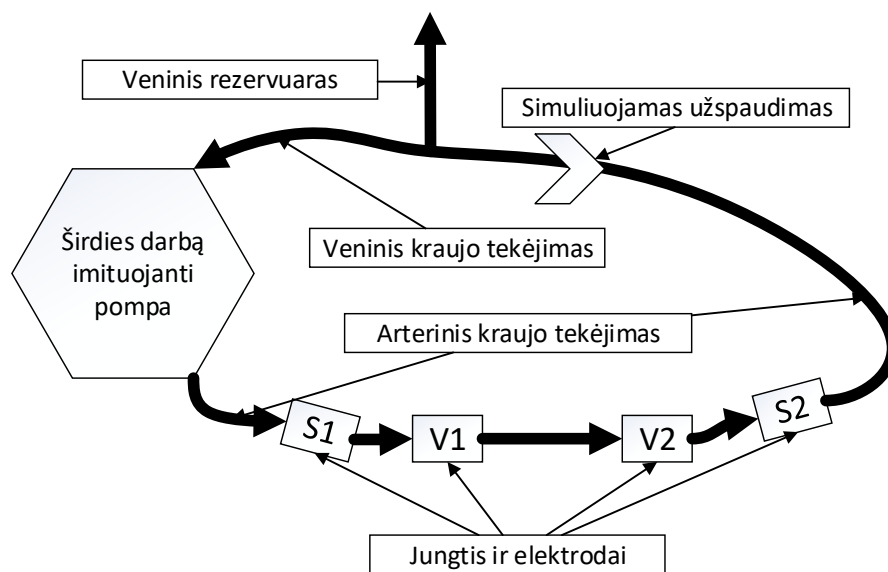 Veninis rezervuaras
Simuliuojamas užspaudimas
Širdies darbą
imituojanti
pompa
Veninis kraujo tekėjimas
Arterinis kraujo tekėjimas
S1
V1
V2
S2
Jungtis ir elektrodai